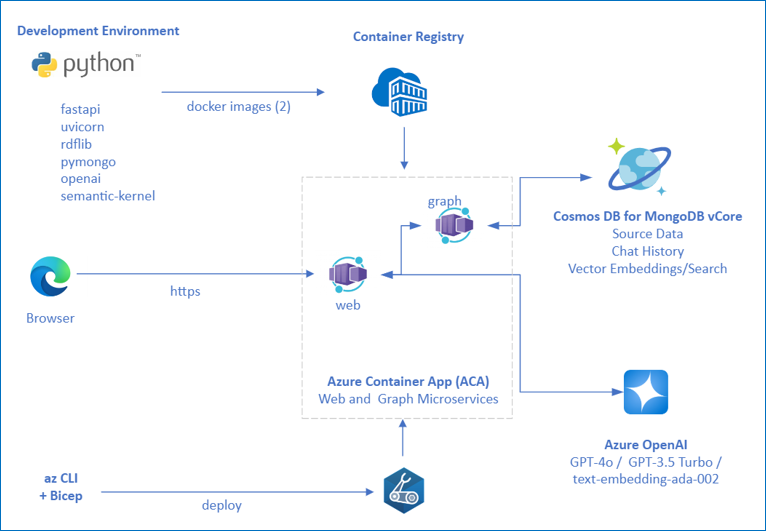 Development Environment
python™
fastapi
uvicorn
rdflib
pymongo
openai
semantic-kernel
docker images (2)
Container Registry
graph
web
Cosmos DB for MongoDB vCore
Source Data
Chat History
Vector Embeddings/Search
Browser
https
Azure Container App (ACA)
Web and  Graph Microservices
Azure OpenAI
GPT-4o /  GPT-3.5 Turbo /
text-embedding-ada-002
az CLI
+ Bicep
deploy